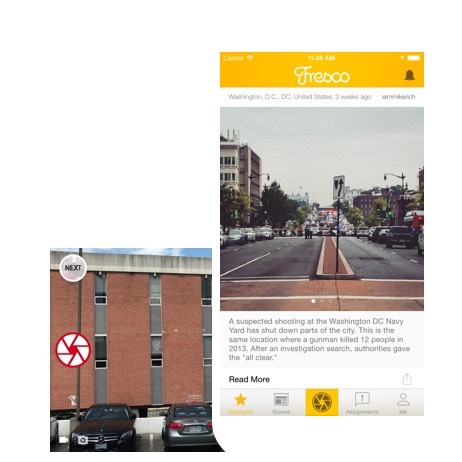 Carrier
11:48 AM
Fresco
Washington, D.C., DC, United States, 3 weeks ago iammikerich
NEXT
A suspected shooting at the Washington DC Navy
Yard has shut down parts of the city. This is the
same location where a gunman killed 12 people in
2013. After an investigation search, authorities gave
the "all clear."
Read More
Highlights Stories Assignments Me